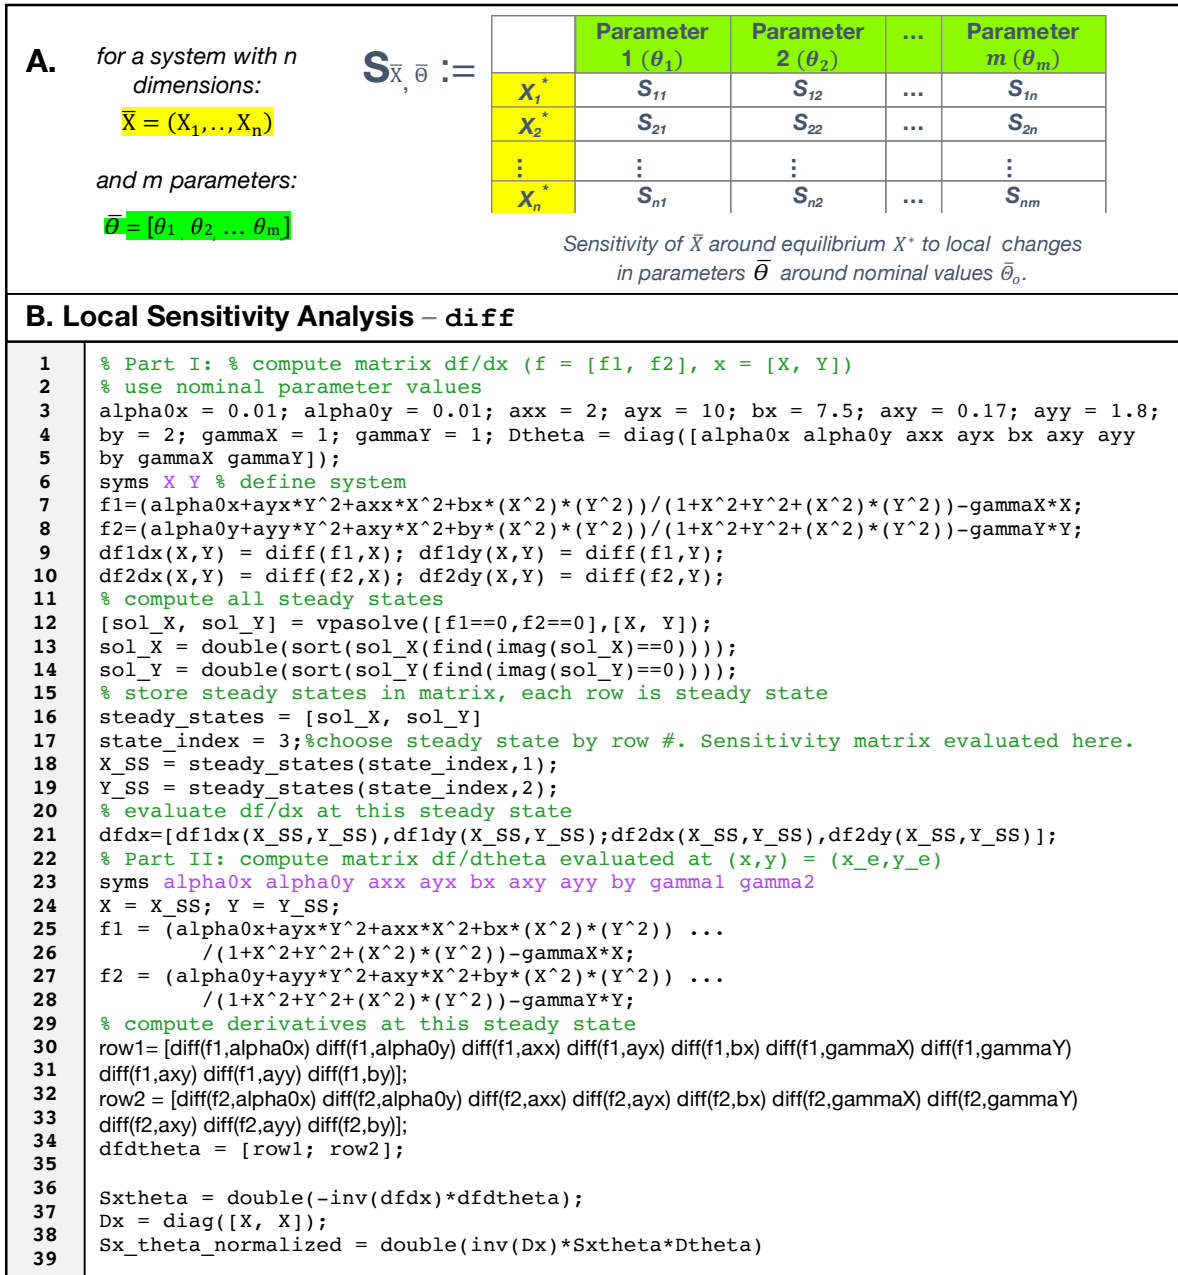 A.
for a system with n
dimensions:
X̅ = (X₁,..,Xₙ)
and m parameters:
θ̅ = [θ₁, θ₂, … θₘ]
S X̅, Θ̅ :=
Parameter 1 (θ₁) Parameter 2 (θ₂) … Parameter m (θₘ)
X₁* S₁₁ S₁₂ … S₁ₙ
X₂* S₂₁ S₂₂ … S₂ₙ
⋮ ⋮ ⋮ ⋮
Xₙ* Sₙ₁ Sₙ₂ … Sₙₘ
Sensitivity of X̅ around equilibrium X* to local changes
in parameters Θ̅ around nominal values Θ̅ₒ.
B. Local Sensitivity Analysis – diff
1 % Part I: % compute matrix df/dx (f = [f1, f2], x = [X, Y])
2 % use nominal parameter values
3 alpha0x = 0.01; alpha0y = 0.01; axx = 2; ayx = 10; bx = 7.5; axy = 0.17; ayy = 1.8;
4 by = 2; gammaX = 1; gammaY = 1; Dtheta = diag([alpha0x alpha0y axx ayx bx axy ayy
5 by gammaX gammaY]);
6 syms X Y % define system
7 f1=(alpha0x+ayx*Y^2+axx*X^2+bx*(X^2)*(Y^2))/(1+X^2+Y^2+(X^2)*(Y^2))-gammaX*X;
8 f2=(alpha0y+ayy*Y^2+axy*X^2+by*(X^2)*(Y^2))/(1+X^2+Y^2+(X^2)*(Y^2))-gammaY*Y;
9 df1dx(X,Y) = diff(f1,X); df1dy(X,Y) = diff(f1,Y);
10 df2dx(X,Y) = diff(f2,X); df2dy(X,Y) = diff(f2,Y);
11 % compute all steady states
12 [sol_X, sol_Y] = vpasolve([f1==0,f2==0],[X, Y]);
13 sol_X = double(sort(sol_X(find(imag(sol_X)==0))));
14 sol_Y = double(sort(sol_Y(find(imag(sol_Y)==0))));
15 % store steady states in matrix, each row is steady state
16 steady_states = [sol_X, sol_Y]
17 state_index = 3;%choose steady state by row #. Sensitivity matrix evaluated here.
18 X_SS = steady_states(state_index,1);
19 Y_SS = steady_states(state_index,2);
20 % evaluate df/dx at this steady state
21 dfdx=[df1dx(X_SS,Y_SS),df1dy(X_SS,Y_SS);df2dx(X_SS,Y_SS),df2dy(X_SS,Y_SS)];
22 % Part II: compute matrix df/dtheta evaluated at (x,y) = (x_e,y_e)
23 syms alpha0x alpha0y axx ayx bx axy ayy by gamma1 gamma2
24 X = X_SS; Y = Y_SS;
25 f1 = (alpha0x+ayx*Y^2+axx*X^2+bx*(X^2)*(Y^2)) ...
26 /(1+X^2+Y^2+(X^2)*(Y^2))-gammaX*X;
27 f2 = (alpha0y+ayy*Y^2+axy*X^2+by*(X^2)*(Y^2)) ...
28 /(1+X^2+Y^2+(X^2)*(Y^2))-gammaY*Y;
29 % compute derivatives at this steady state
30 row1= [diff(f1,alpha0x) diff(f1,alpha0y) diff(f1,axx) diff(f1,ayx) diff(f1,bx) diff(f1,gammaX) diff(f1,gammaY)
31 diff(f1,axy) diff(f1,ayy) diff(f1,by)];
32 row2 = [diff(f2,alpha0x) diff(f2,alpha0y) diff(f2,axx) diff(f2,ayx) diff(f2,bx) diff(f2,gammaX) diff(f2,gammaY)
33 diff(f2,axy) diff(f2,ayy) diff(f2,by)];
34 dfdtheta = [row1; row2];
35
36 Sxtheta = double(-inv(dfdx)*dfdtheta);
37 Dx = diag([X, X]);
38 Sx_theta_normalized = double(inv(Dx)*Sxtheta*Dtheta)
39